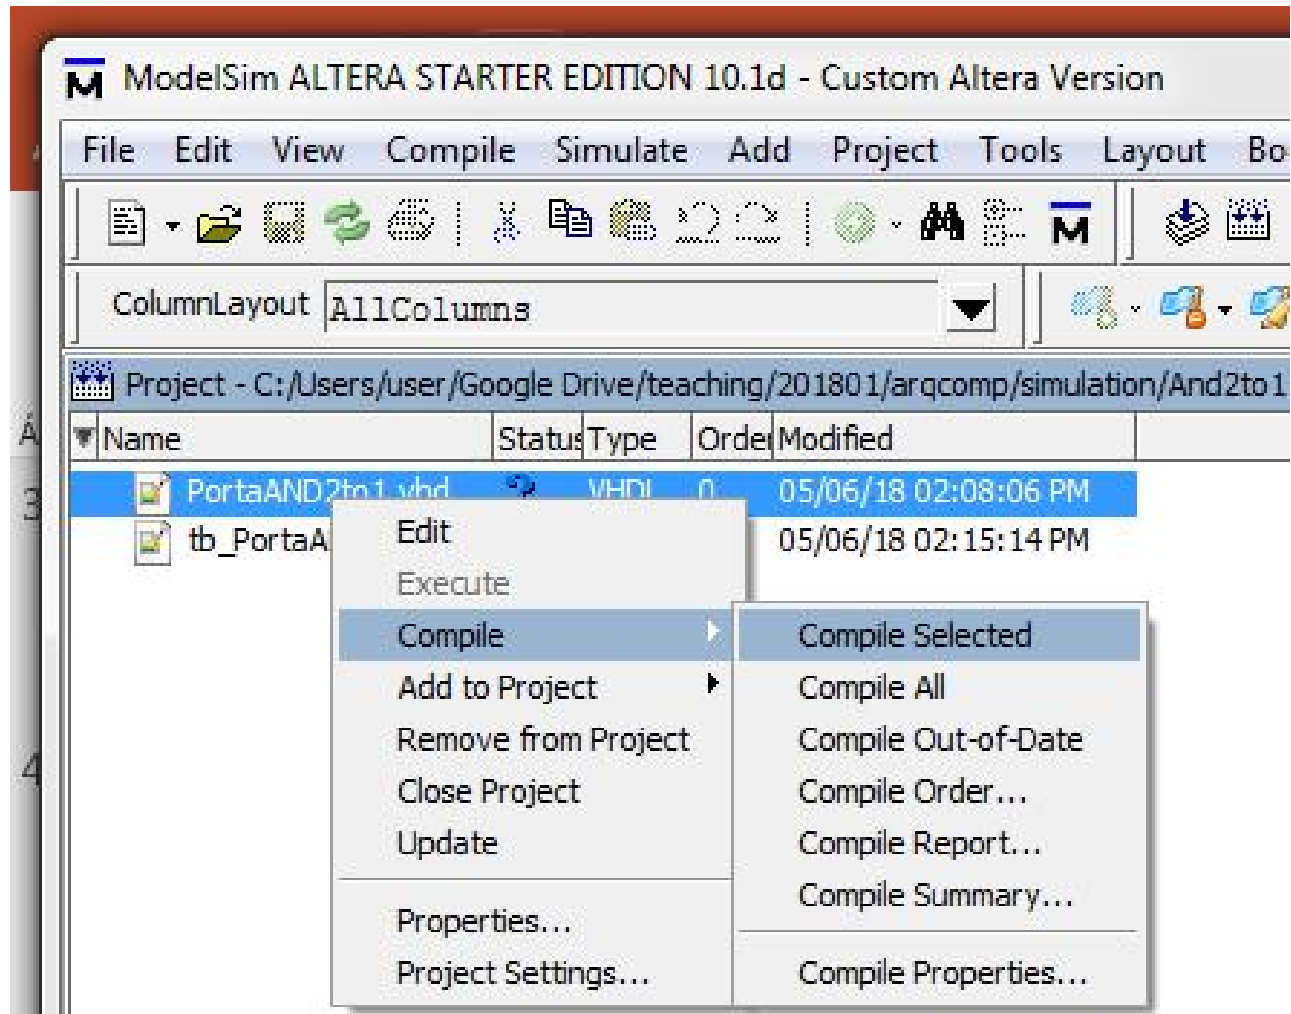 ModelSim ALTERA STARTER EDITION 10.1d - Custom Altera Version
File Edit View Compile Simulate Add Project Tools Layout Bo
ColumnLayout AllColumns
Project - C:/Users/user/Google Drive/teaching/201801/arqcomp/simulation/And2to1
Name Status Type Order Modified
PortaAND2to1.vhd VHDL 0 05/06/18 02:08:06 PM
tb_PortaA 05/06/18 02:15:14 PM
Edit
Execute
Compile
Add to Project
Remove from Project
Close Project
Update
Properties...
Project Settings...
Compile Selected
Compile All
Compile Out-of-Date
Compile Order...
Compile Report...
Compile Summary...
Compile Properties...
Á
3
4